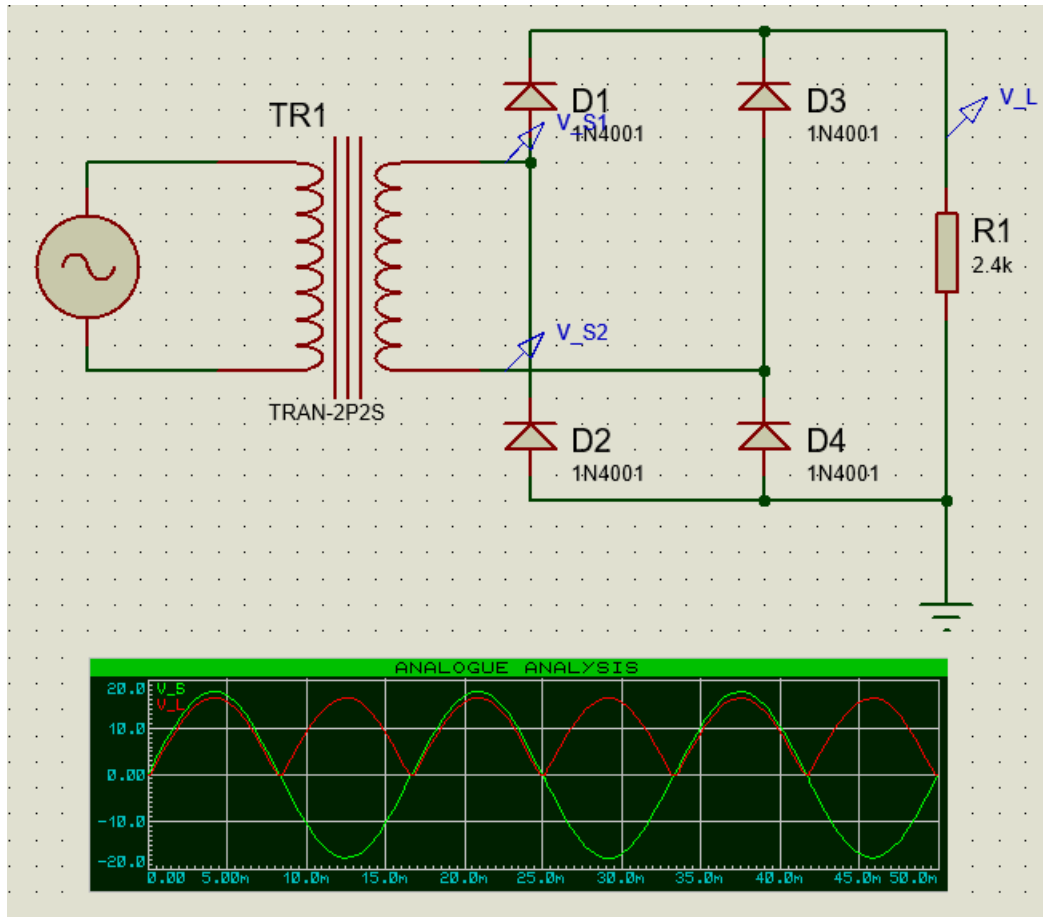 TR1
TRAN-2P2S
D1
1N4001
V_S1
D3
1N4001
V_L
R1
2.4k
V_S2
D2
1N4001
D4
1N4001
ANALOGUE ANALYSIS
V_S
V_L
20.0
10.0
0.00
-10.0
-20.0
0.00 5.00m 10.0m 15.0m 20.0m 25.0m 30.0m 35.0m 40.0m 45.0m 50.0m